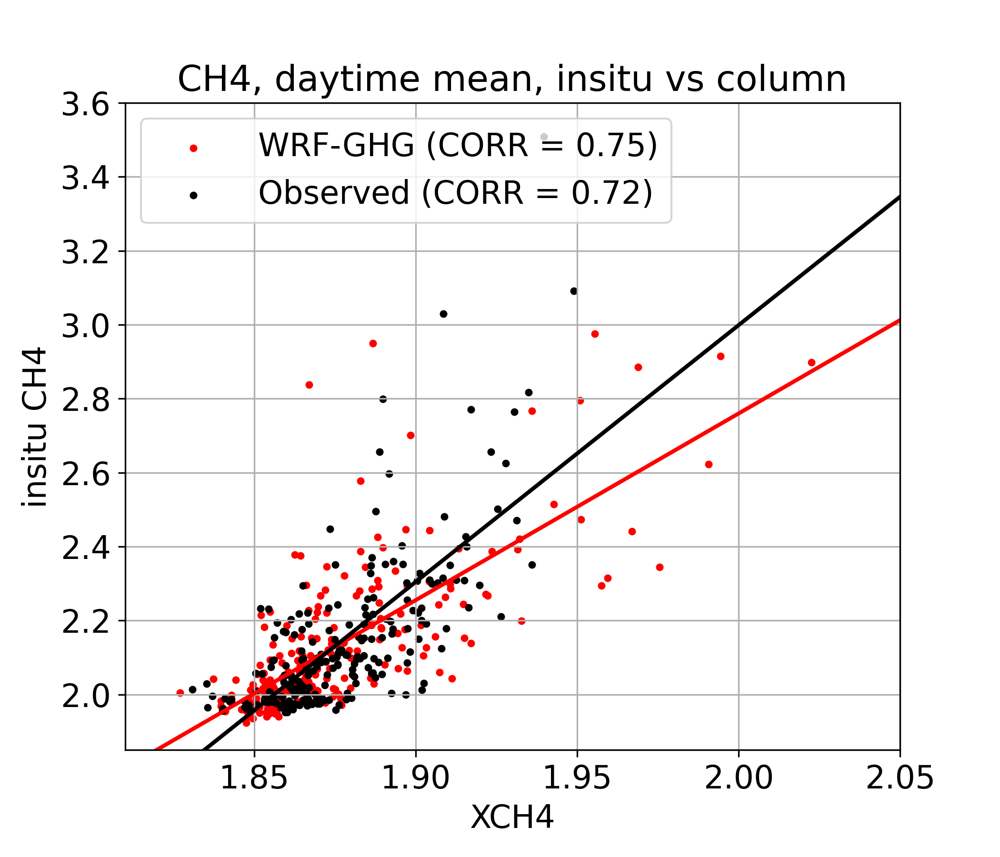 CH4, daytime mean, insitu vs column
WRF-GHG (CORR = 0.75)
Observed (CORR = 0.72)
3.6
3.4
3.2
3.0
2.8
2.6
2.4
2.2
2.0
insitu CH4
1.85 1.90 1.95 2.00 2.05
XCH4